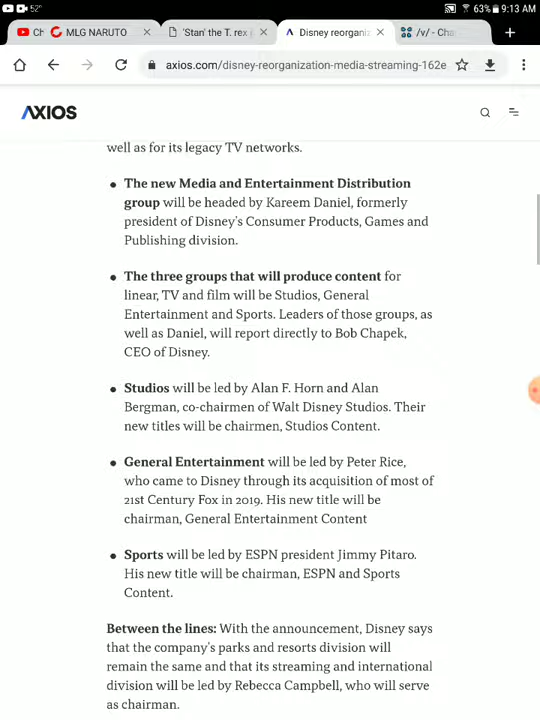 52°
63%
9:13 AM
CH
MLG NARUTO
'Stan' the T. rex
Disney reorganiz
/v/ - Cha
axios.com/disney-reorganization-media-streaming-162e
AXIOS
well as for its legacy TV networks.
The new Media and Entertainment Distribution
group will be headed by Kareem Daniel, formerly
president of Disney's Consumer Products, Games and
Publishing division.
The three groups that will produce content for
linear, TV and film will be Studios, General
Entertainment and Sports. Leaders of those groups, as
well as Daniel, will report directly to Bob Chapek,
CEO of Disney.
Studios will be led by Alan F. Horn and Alan
Bergman, co-chairmen of Walt Disney Studios. Their
new titles will be chairmen, Studios Content.
General Entertainment will be led by Peter Rice,
who came to Disney through its acquisition of most of
21st Century Fox in 2019. His new title will be
chairman, General Entertainment Content
Sports will be led by ESPN president Jimmy Pitaro.
His new title will be chairman, ESPN and Sports
Content.
Between the lines: With the announcement, Disney says
that the company's parks and resorts division will
remain the same and that its streaming and international
division will be led by Rebecca Campbell, who will serve
as chairman.